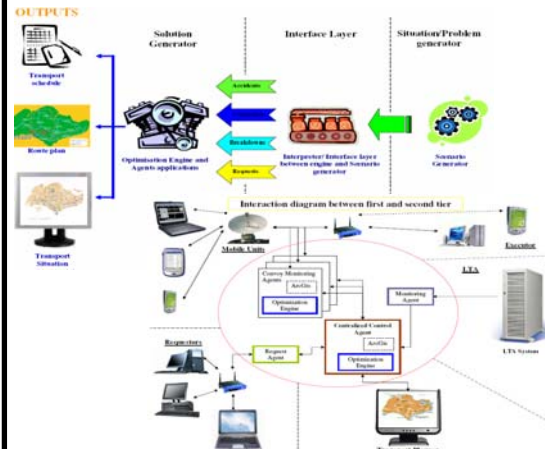 OUTPUTS
Solution
Generator
Interface Layer
Situation/Problem
generator
Transport
schedule
Route plan
Transport
Situation
Accidents
Breakdowns
Requests
Optimisation Engine and
Agents applications
Interpreter/ Interface layer
between engine and Scenario
generator
Scenario
Generator
Interaction diagram between first and second tier
Mobile Units
Executor
LTA
Convoy Monitoring
Agents
ArcGis
Optimisation
Engine
Monitoring
Agent
Centralized Control
Agent
ArcGis
Optimisation
Engine
LTA System
Requestors
Request
Agent